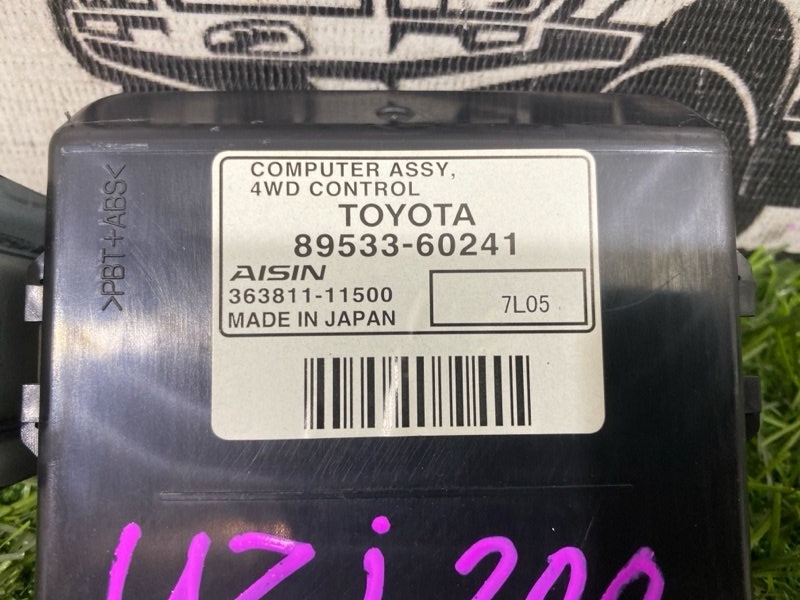 COMPUTER ASSY,
4WD CONTROL
TOYOTA
89533-60241
AISIN
363811-11500
7L05
MADE IN JAPAN
>PBT+ABS<
UZj 200